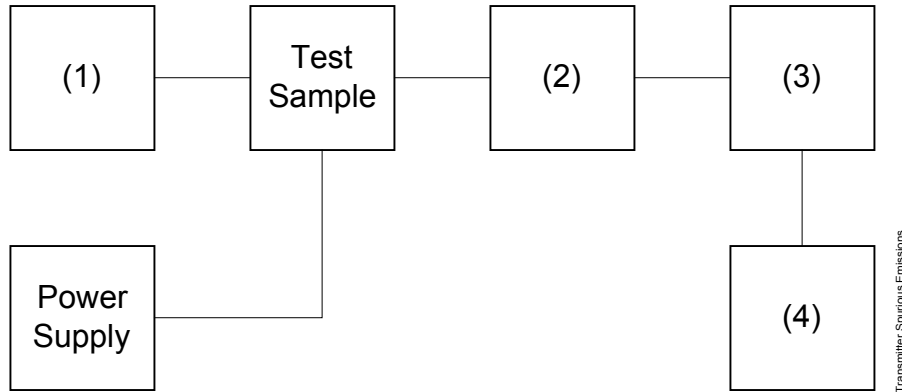 (1)
Test
Sample
(2)
(3)
Power
Supply
(4)
Transmitter Spurious Emissions